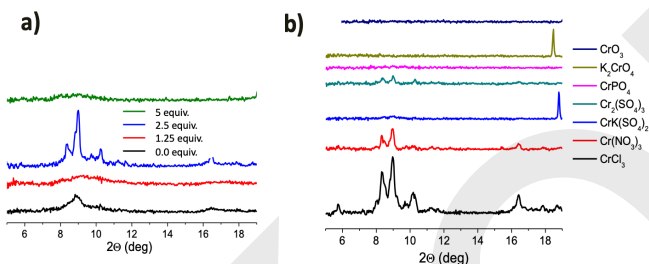 a)
5 equiv.
2.5 equiv.
1.25 equiv.
0.0 equiv.
8 10 12 14 16 18
2Θ (deg)
b)
CrO₃
K₂CrO₄
CrPO₄
Cr₂(SO₄)₃
CrK(SO₄)₂
Cr(NO₃)₃
CrCl₃
6 8 10 12 14 16 18
2Θ (deg)